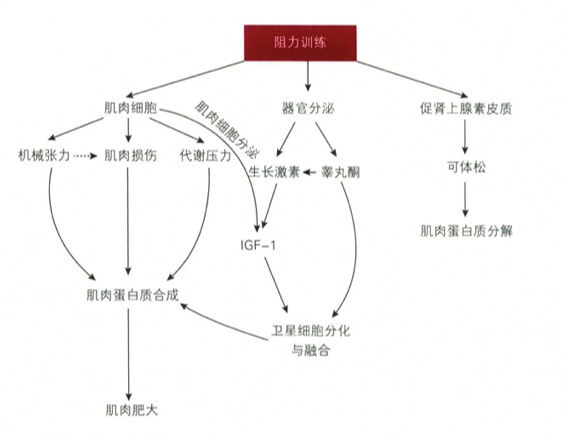 阻力训练
肌肉细胞
器官分泌
促肾上腺素皮质
肌肉细胞分泌
机械张力
肌肉损伤
代谢压力
生长激素
睾丸酮
可体松
肌肉蛋白质分解
IGF-1
肌肉蛋白质合成
卫星细胞分化
与融合
肌肉肥大